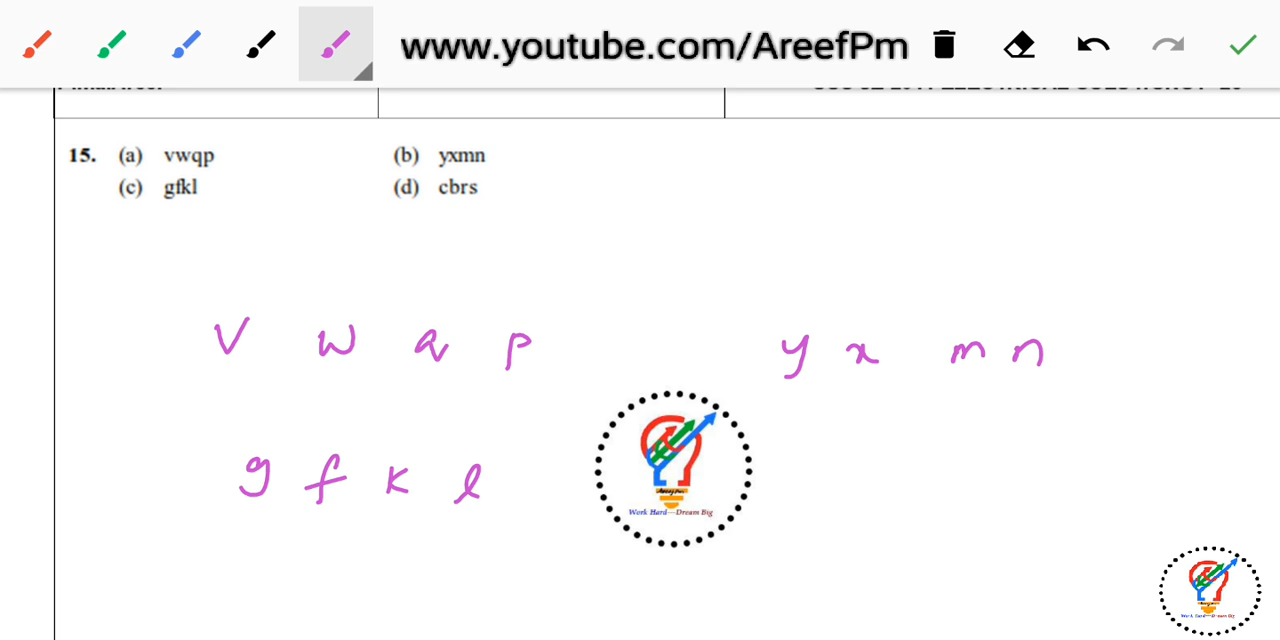 www.youtube.com/AreefPm
15. (a) vwqp (b) yxmn
(c) gfkl (d) cbrs
v w q p y x m n
g f k l
Work Hard---Dream Big